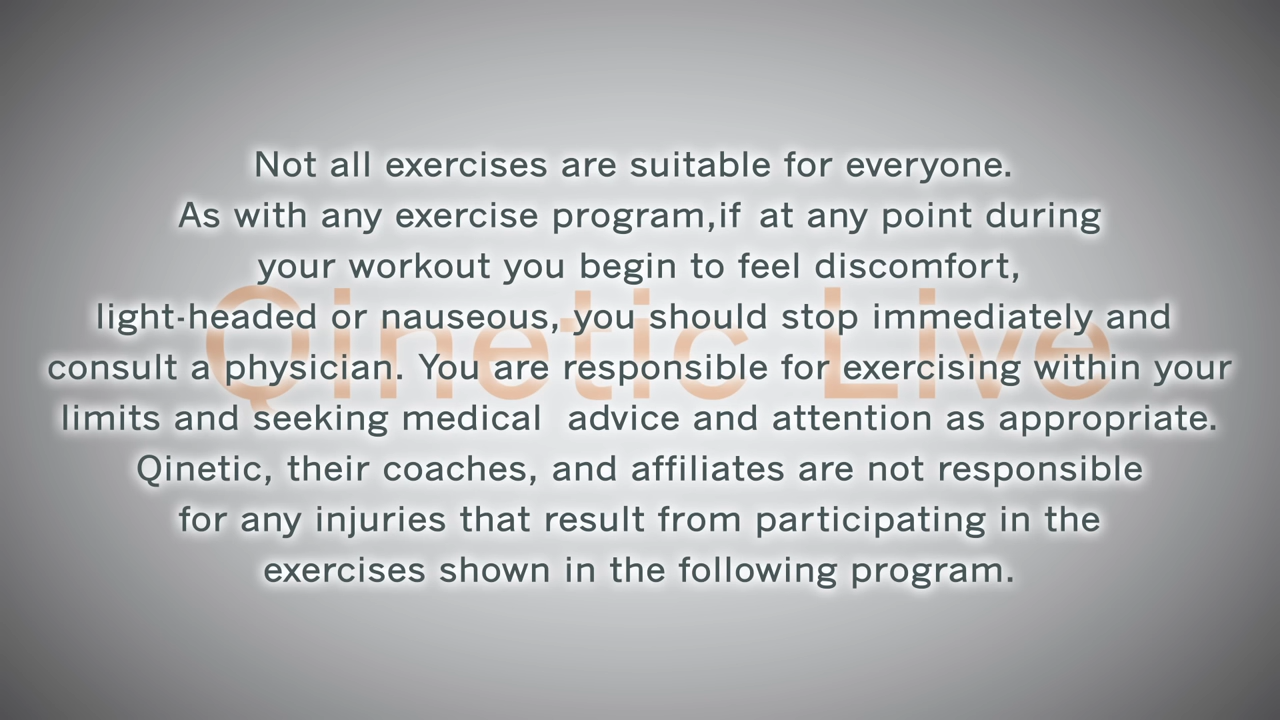 Not all exercises are suitable for everyone.
As with any exercise program,if at any point during
your workout you begin to feel discomfort,
light-headed or nauseous, you should stop immediately and
Qinetic Live
consult a physician. You are responsible for exercising within your
limits and seeking medical  advice and attention as appropriate.
Qinetic, their coaches, and affiliates are not responsible
for any injuries that result from participating in the
exercises shown in the following program.